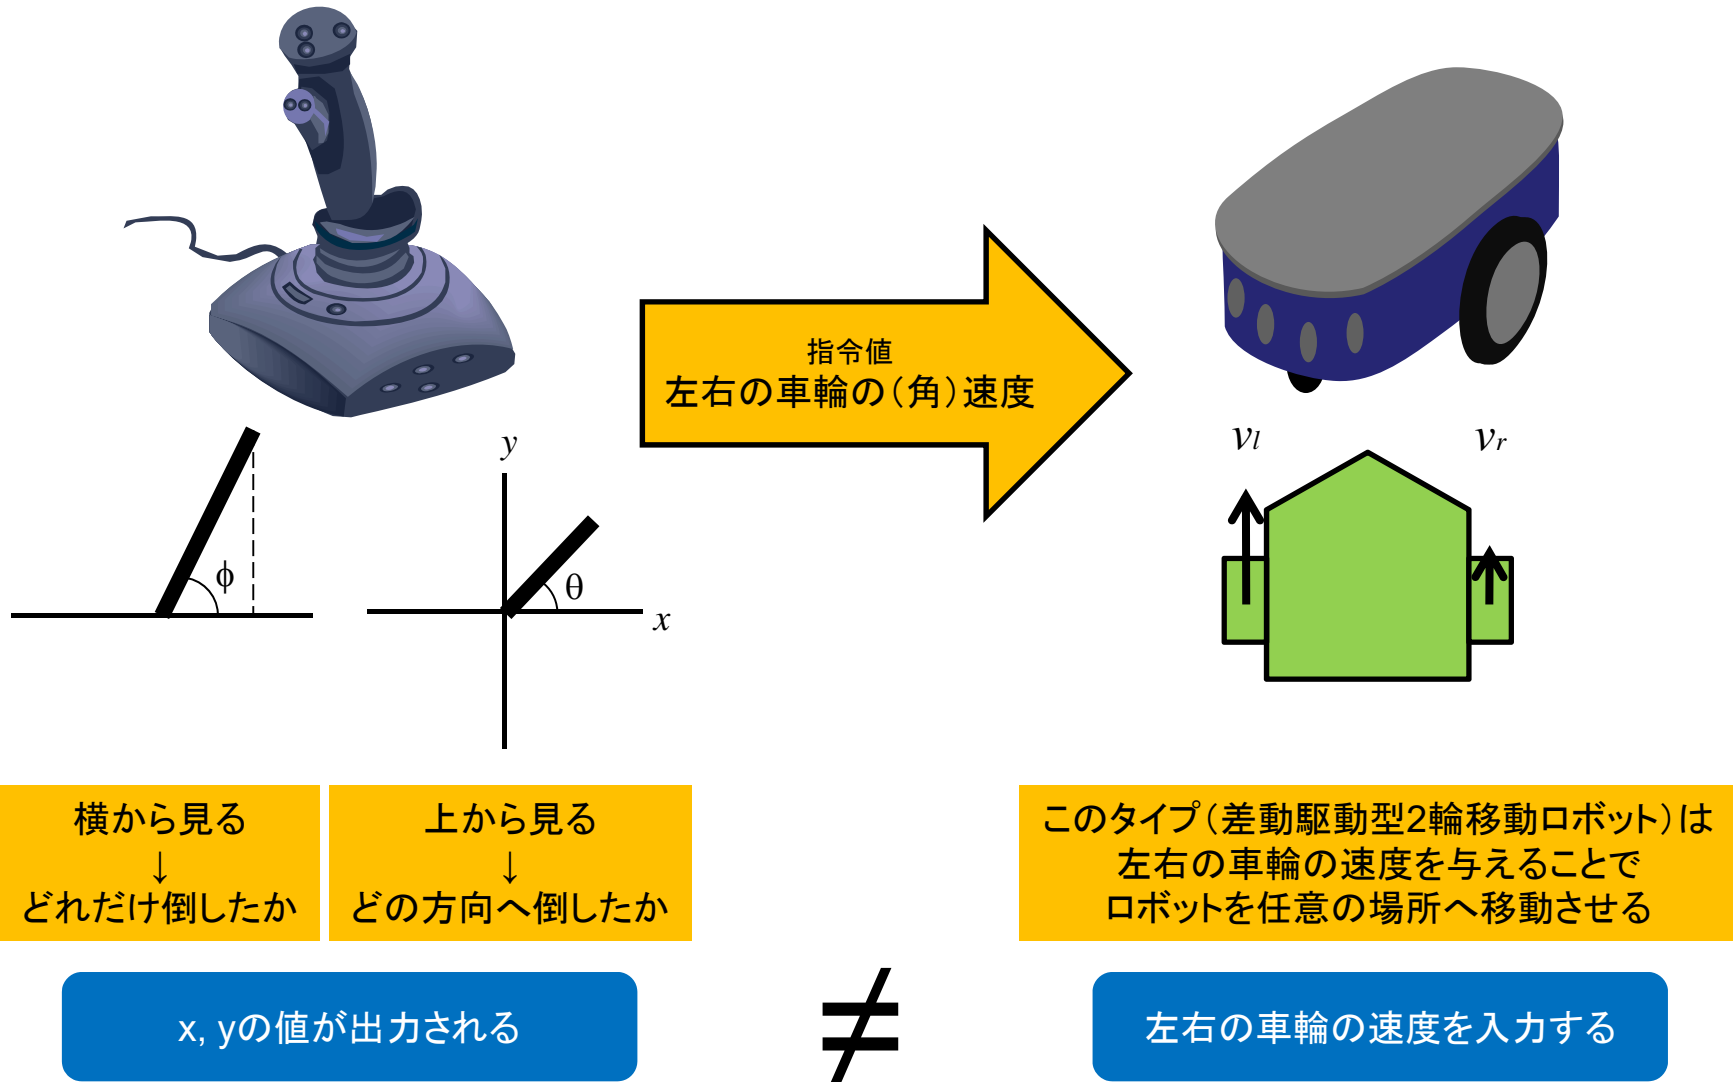 指令値
左右の車輪の（角）速度
y
x
ϕ
θ
vl
vr
横から見る
↓
どれだけ倒したか
上から見る
↓
どの方向へ倒したか
このタイプ（差動駆動型2輪移動ロボット）は
左右の車輪の速度を与えることで
ロボットを任意の場所へ移動させる
x, yの値が出力される
≠
左右の車輪の速度を入力する